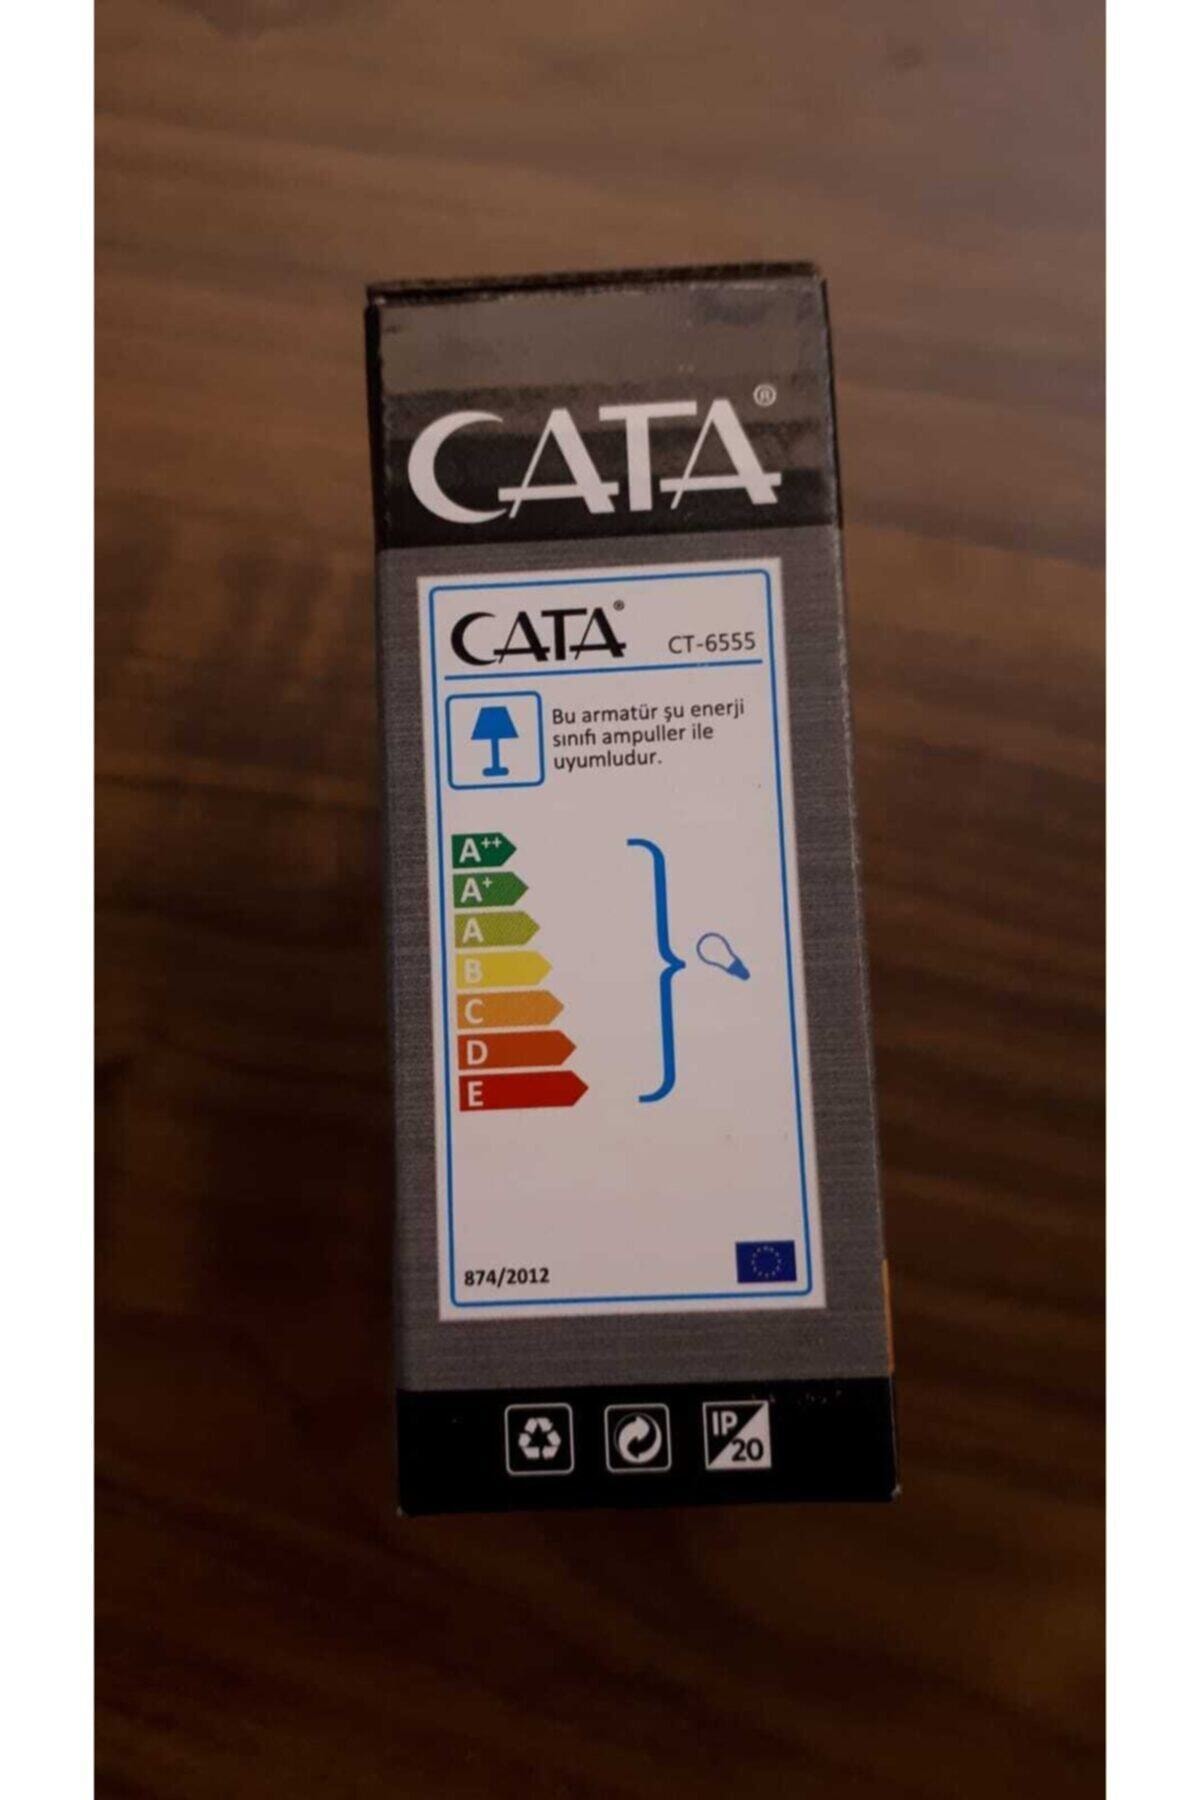 CATA®
CATA® CT-6555
Bu armatür şu enerji
sınıfı ampuller ile
uyumludur.
A++
A+
A
B
C
D
E
874/2012
IP 20